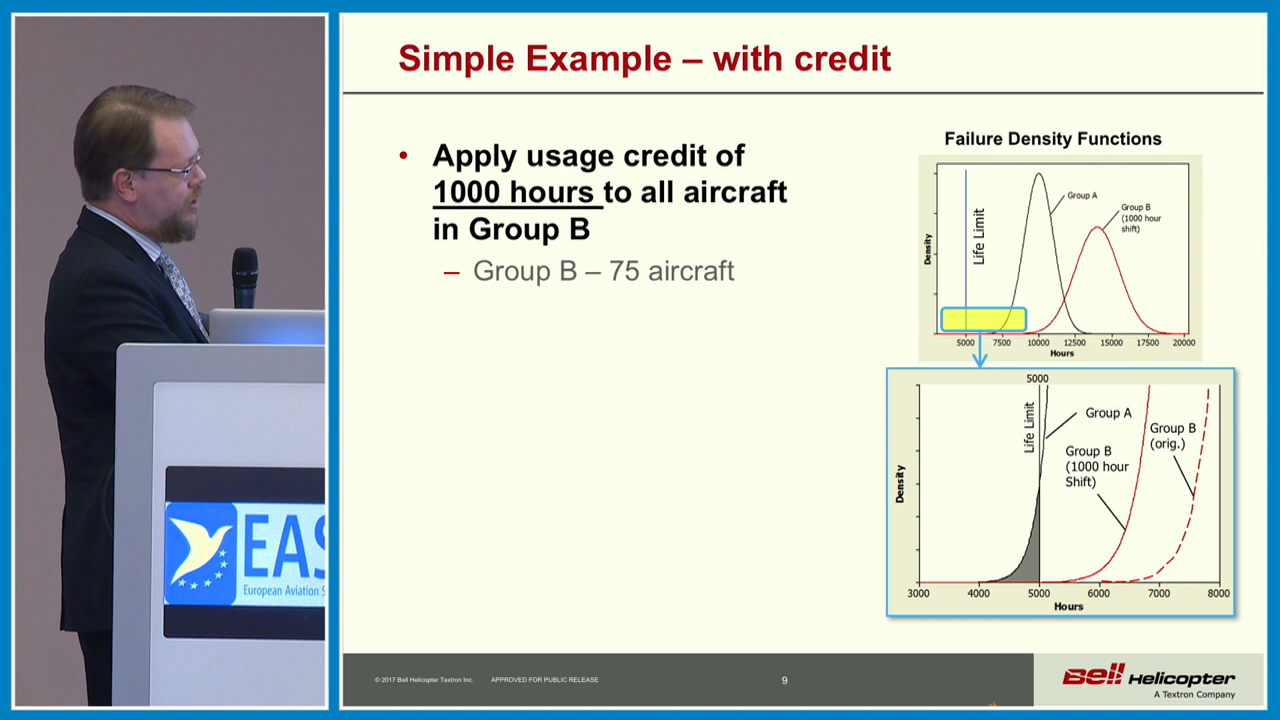 Simple Example – with credit
• Apply usage credit of
1000 hours to all aircraft
in Group B
– Group B – 75 aircraft
Failure Density Functions
Density
Life Limit
Group A
Group B
(1000 hour
shift)
5000 7500 10000 12500 15000 17500 20000
Hours
5000
Density
Life Limit
Group A
Group B
(1000 hour
Shift)
Group B
(orig.)
3000 4000 5000 6000 7000 8000
Hours
EAS
European Aviation S
© 2017 Bell Helicopter Textron Inc. APPROVED FOR PUBLIC RELEASE
9
Bell Helicopter
A Textron Company